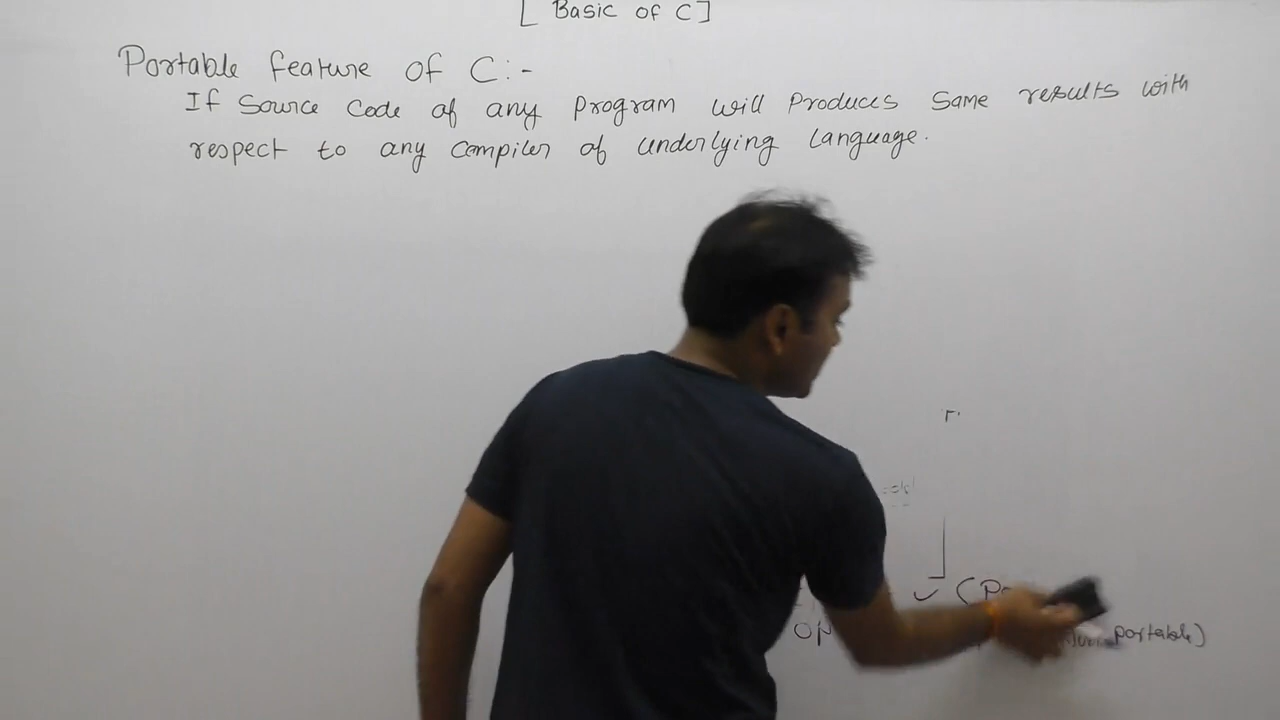 [ Basic of C ]
Portable feature of C:-
If Source Code of any program will produces same results with
respect to any compiler of underlying language.
portable)